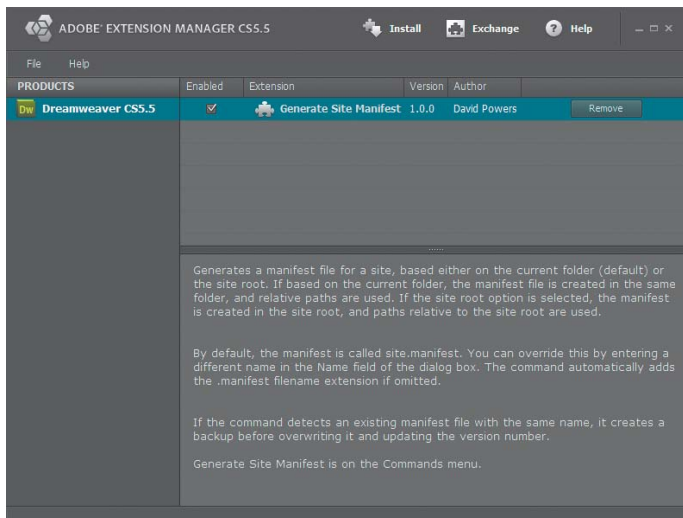 ADOBE® EXTENSION MANAGER CS5.5 Install Exchange Help
File Help
PRODUCTS Enabled Extension Version Author
Dw Dreamweaver CS5.5 Generate Site Manifest 1.0.0 David Powers Remove
Generates a manifest file for a site, based either on the current folder (default) or
the site root. If based on the current folder, the manifest file is created in the same
folder, and relative paths are used. If the site root option is selected, the manifest
is created in the site root, and paths relative to the site root are used.
By default, the manifest is called site.manifest. You can override this by entering a
different name in the Name field of the dialog box. The command automatically adds
the .manifest filename extension if omitted.
If the command detects an existing manifest file with the same name, it creates a
backup before overwriting it and updating the version number.
Generate Site Manifest is on the Commands menu.